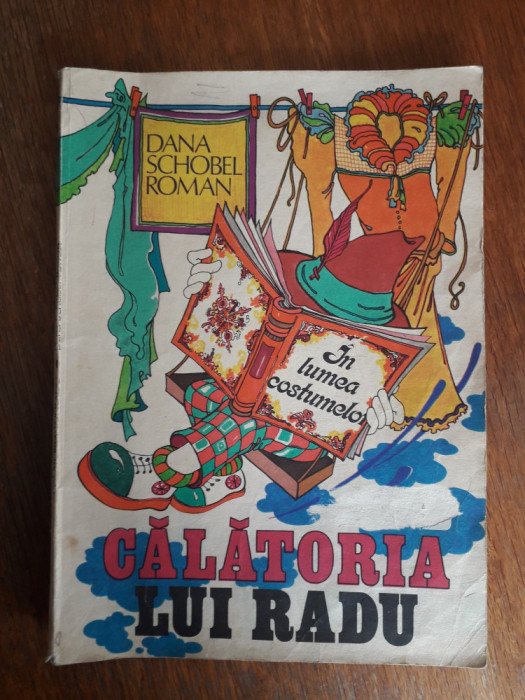 DANA
SCHOBEL
ROMAN
În
lumea
costumelor
CĂLĂTORIA
LUI RADU